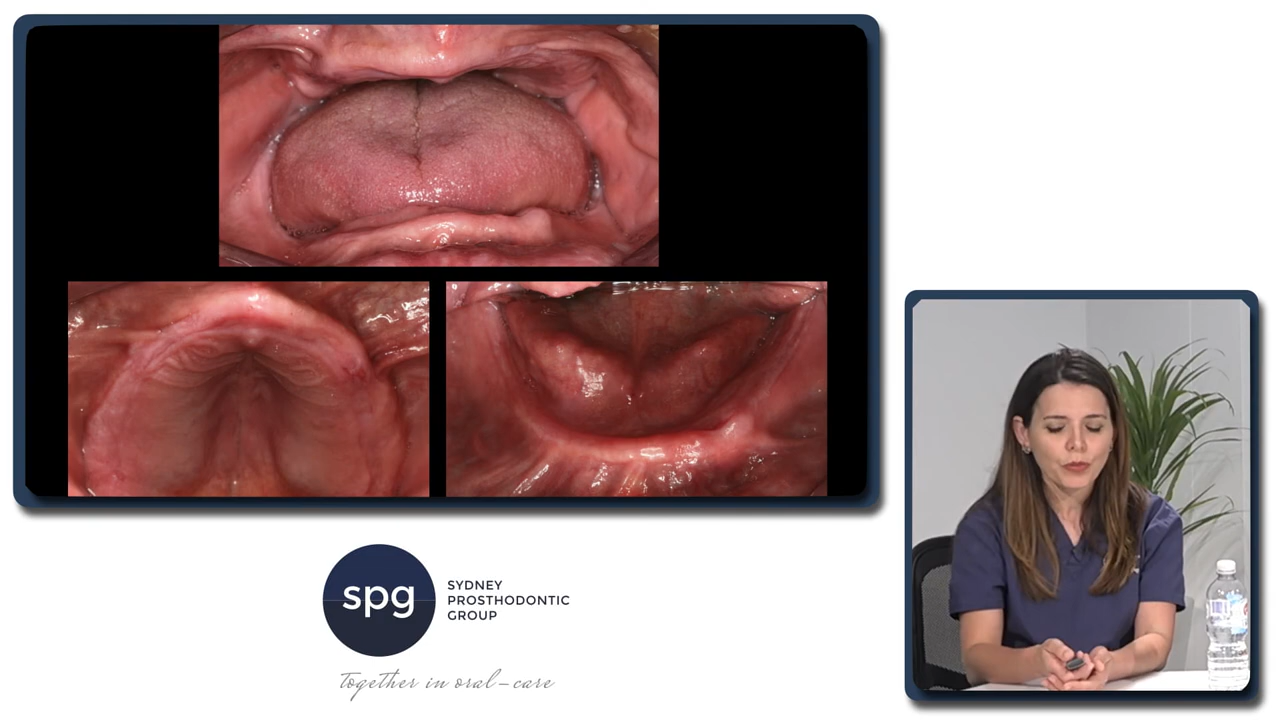 spg
SYDNEY
PROSTHODONTIC
GROUP
together in oral-care